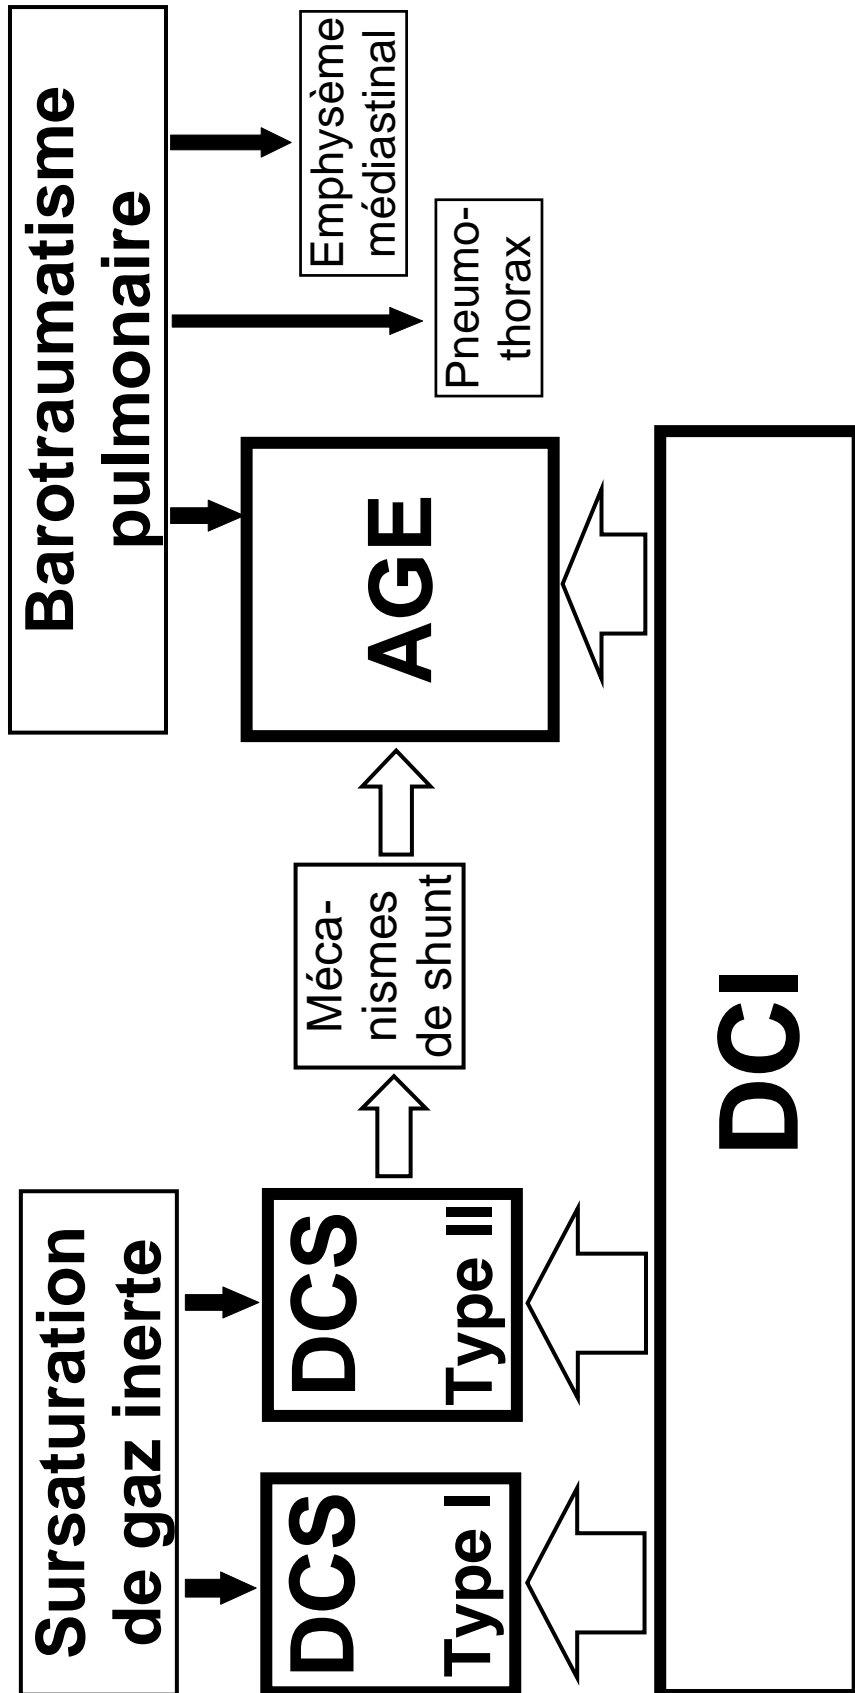 Sursaturation
de gaz inerte
Barotraumatisme
pulmonaire
DCS
Type I
DCS
Type II
Méca-
nismes
de shunt
AGE
Pneumo-
thorax
Emphysème
médiastinal
DCI